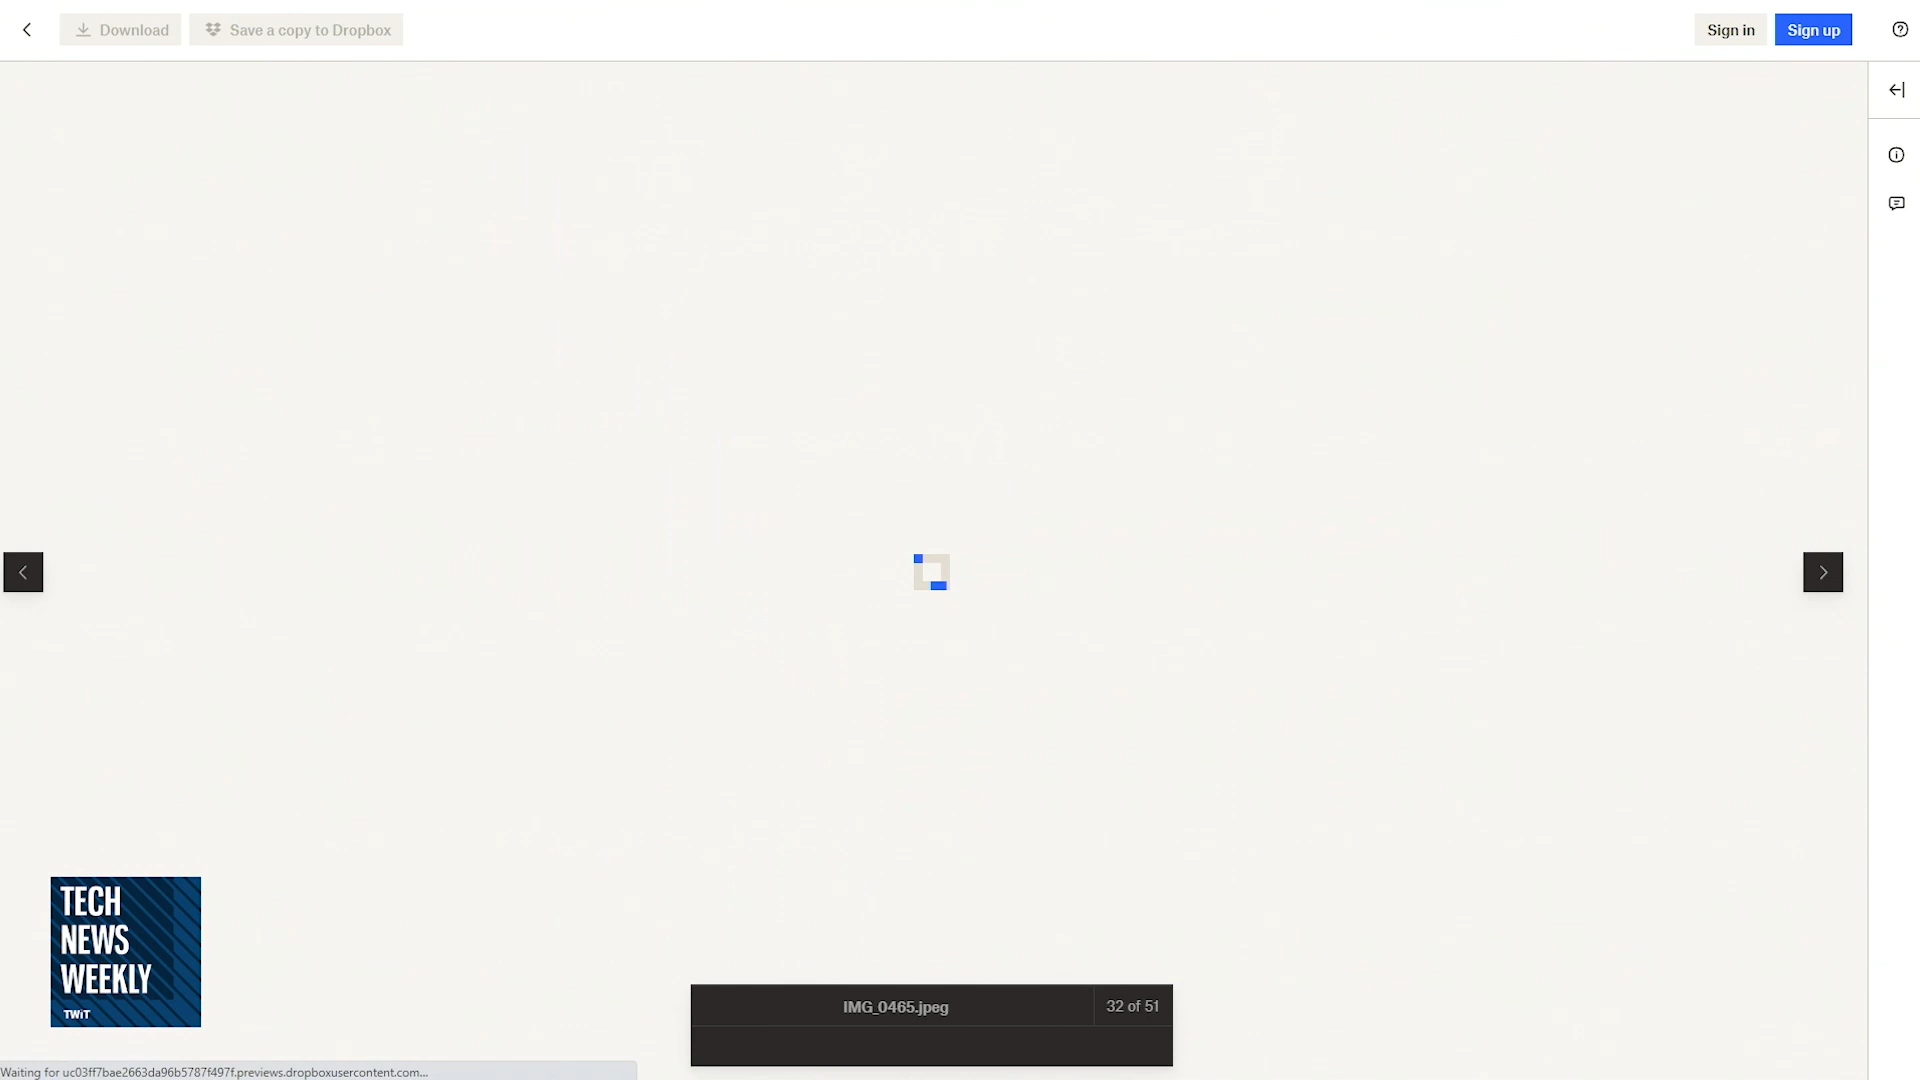 Download
Save a copy to Dropbox
Sign in
Sign up
TECH
NEWS
WEEKLY
TWiT
IMG_0465.jpeg
32 of 51
Waiting for uc03ff7bae2663da96b5787f497f.previews.dropboxusercontent.com...